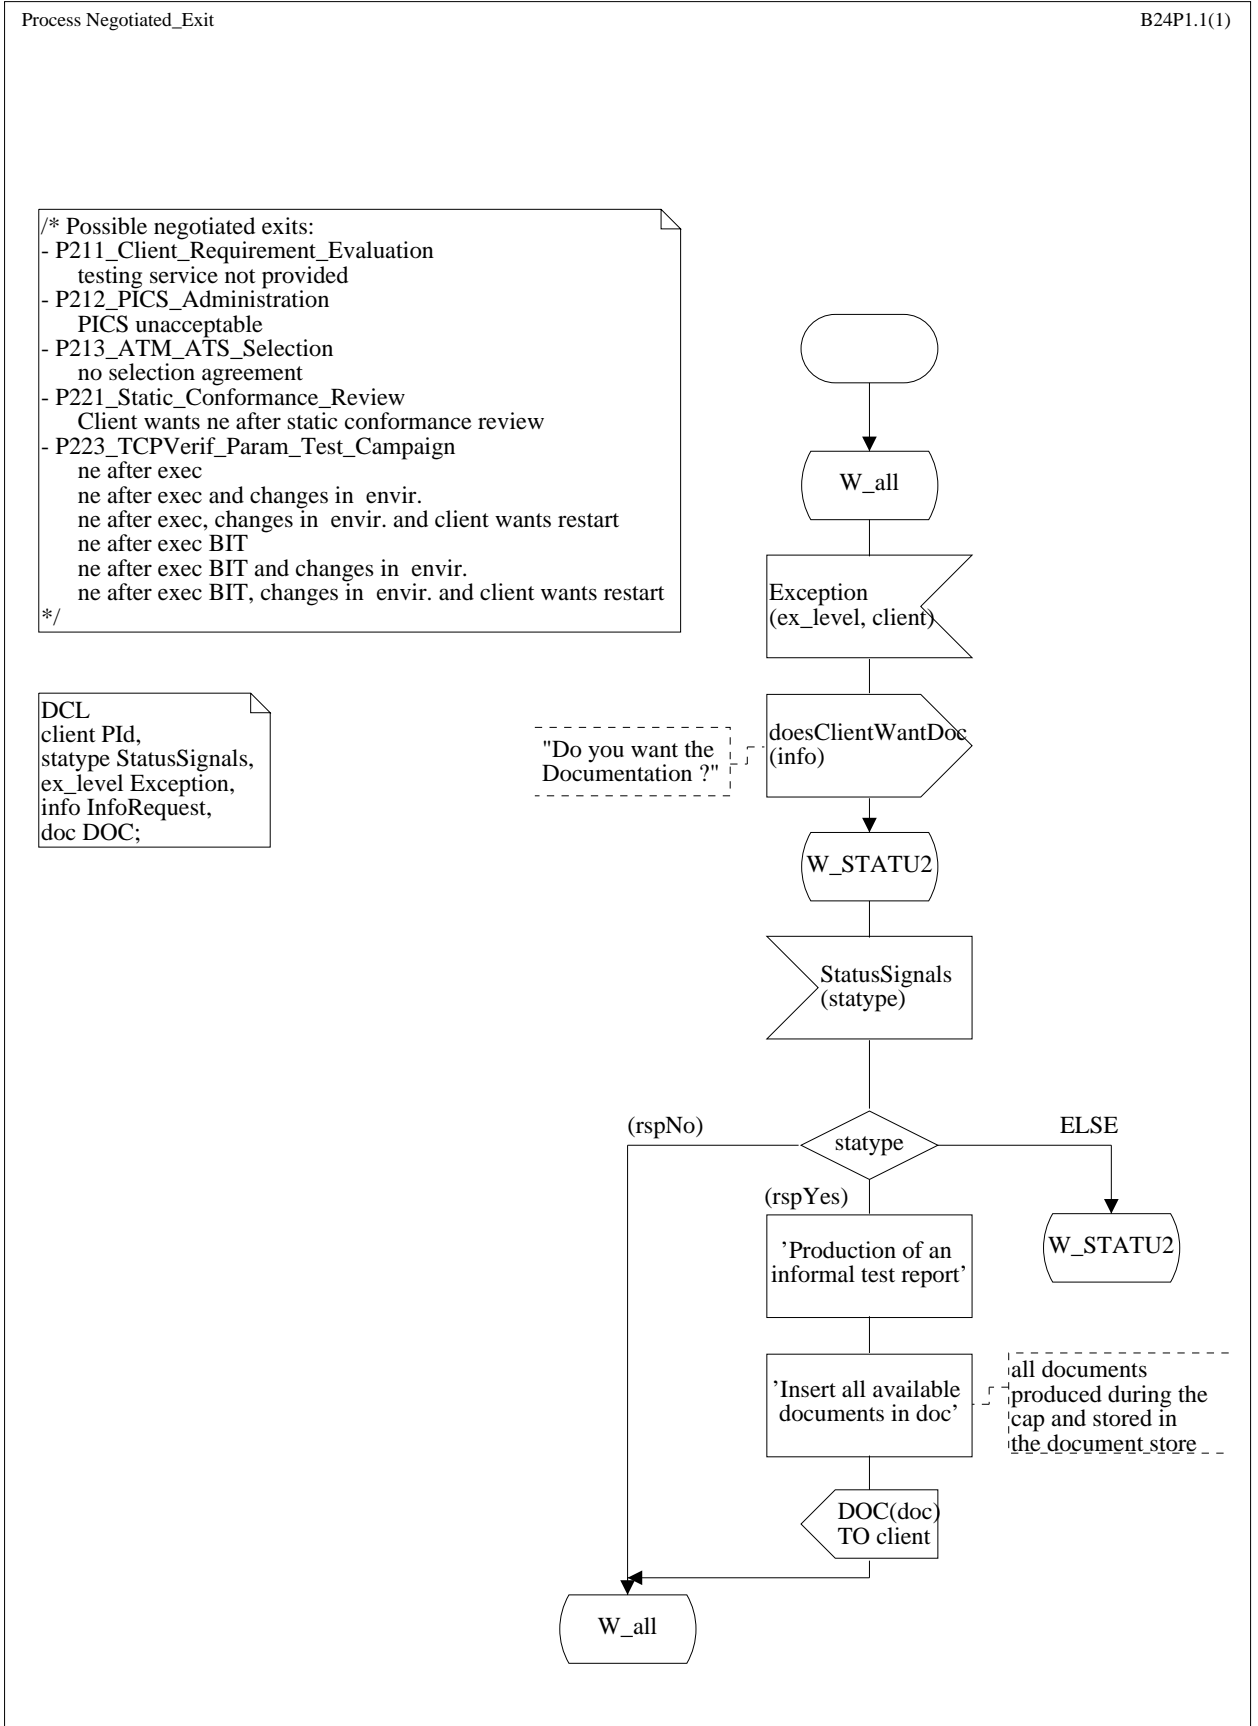 Process Negotiated_Exit
B24P1.1(1)
/* Possible negotiated exits:
- P211_Client_Requirement_Evaluation
testing service not provided
- P212_PICS_Administration
PICS unacceptable
- P213_ATM_ATS_Selection
no selection agreement
- P221_Static_Conformance_Review
Client wants ne after static conformance review
- P223_TCPVerif_Param_Test_Campaign
ne after exec
ne after exec and changes in envir.
ne after exec, changes in envir. and client wants restart
ne after exec BIT
ne after exec BIT and changes in envir.
ne after exec BIT, changes in envir. and client wants restart
*/
DCL
client PId,
statype StatusSignals,
ex_level Exception,
info InfoRequest,
doc DOC;
W_all
Exception
(ex_level, client)
doesClientWantDoc
(info)
"Do you want the
Documentation ?"
W_STATU2
StatusSignals
(statype)
(rspNo)
statype
ELSE
(rspYes)
'Production of an
informal test report'
W_STATU2
'Insert all available
documents in doc'
all documents
produced during the
cap and stored in
the document store
DOC(doc)
TO client
W_all